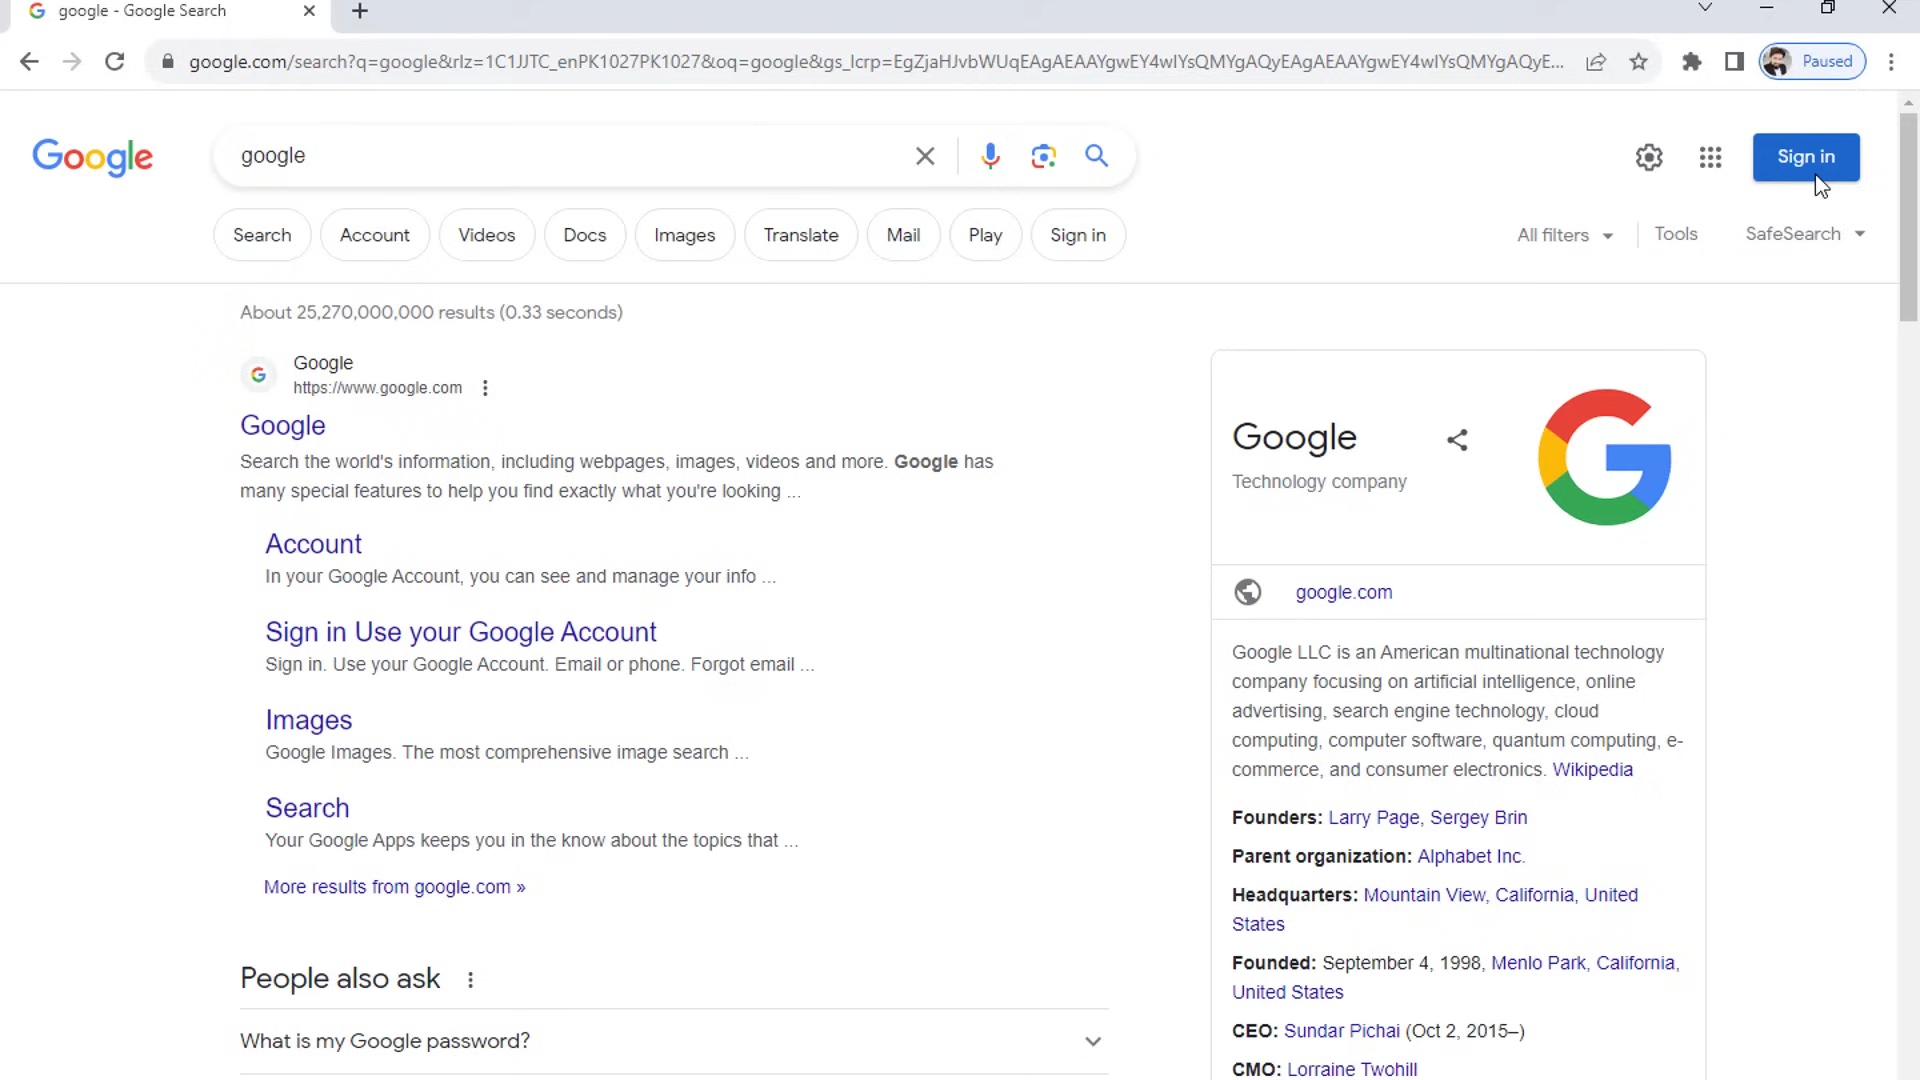 google - Google Search
google.com/search?q=google&rlz=1C1JJTC_enPK1027PK1027&oq=google&gs_lcrp=EgZjaHJvbWUqEAgAEAAYgwEY4wIYsQMYgAQyEAgAEAAYgwEY4wIYsQMYgAQyE...
Paused
Google
google
Sign in
Search
Account
Videos
Docs
Images
Translate
Mail
Play
Sign in
All filters
Tools
SafeSearch
About 25,270,000,000 results (0.33 seconds)
Google
https://www.google.com
Google
Search the world's information, including webpages, images, videos and more. Google has
many special features to help you find exactly what you're looking ...
Account
In your Google Account, you can see and manage your info ...
Sign in Use your Google Account
Sign in. Use your Google Account. Email or phone. Forgot email ...
Images
Google Images. The most comprehensive image search ...
Search
Your Google Apps keeps you in the know about the topics that ...
More results from google.com »
People also ask
What is my Google password?
Google
Technology company
google.com
Google LLC is an American multinational technology
company focusing on artificial intelligence, online
advertising, search engine technology, cloud
computing, computer software, quantum computing, e-
commerce, and consumer electronics. Wikipedia
Founders: Larry Page, Sergey Brin
Parent organization: Alphabet Inc.
Headquarters: Mountain View, California, United
States
Founded: September 4, 1998, Menlo Park, California,
United States
CEO: Sundar Pichai (Oct 2, 2015–)
CMO: Lorraine Twohill